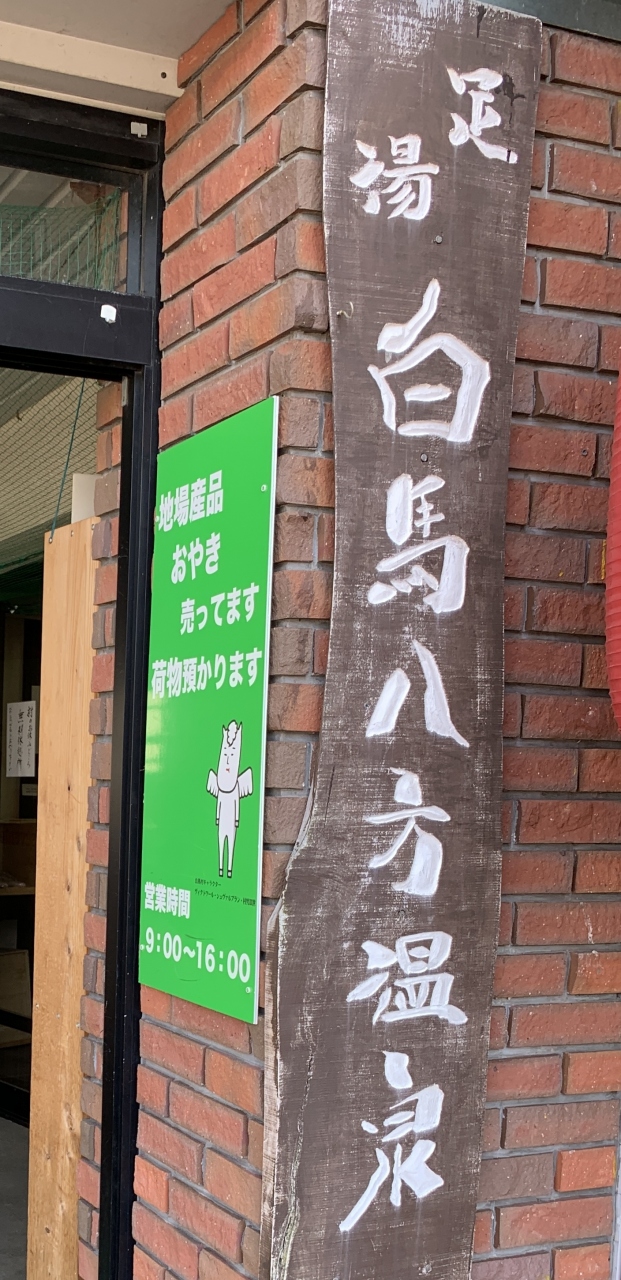 足湯
白馬八方温泉
地場産品
おやき
売ってます
荷物預かります
営業時間
9:00~16:00